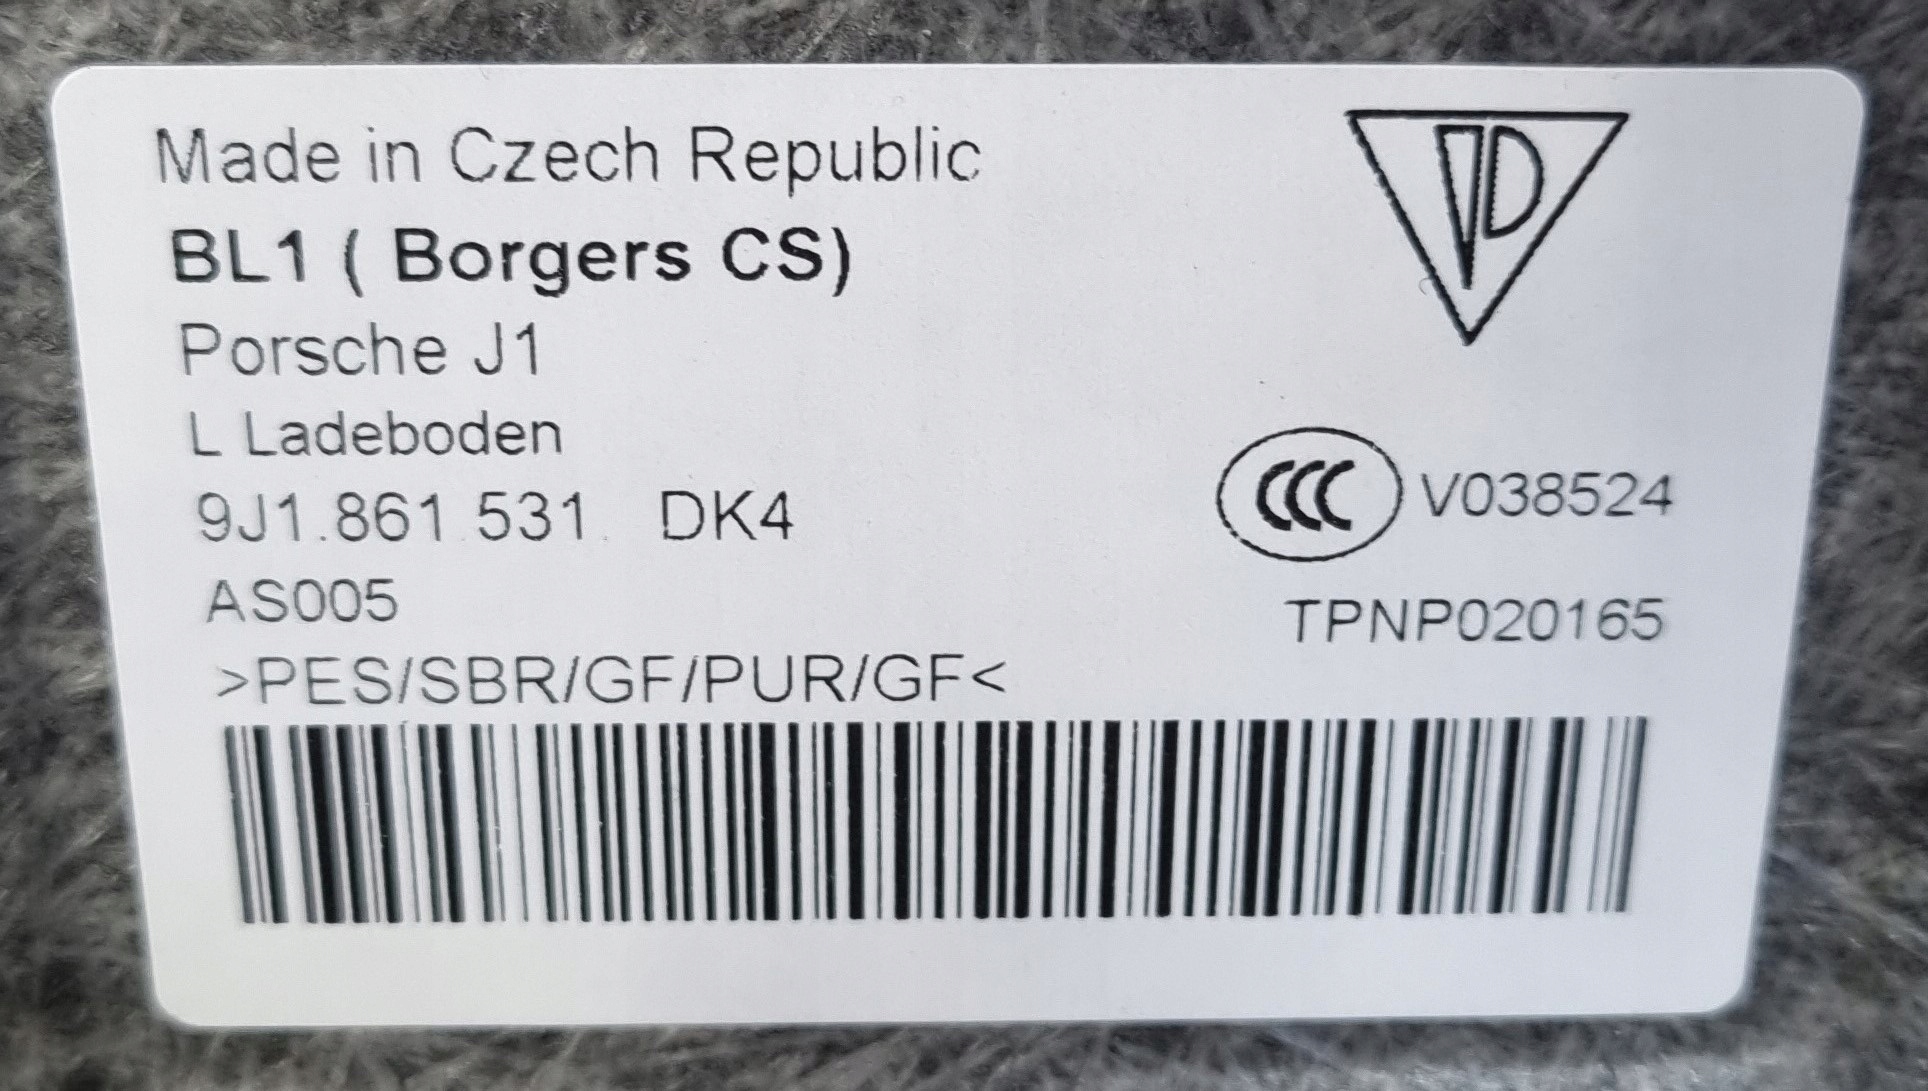 Made in Czech Republic
BL1 ( Borgers CS)
Porsche J1
L Ladeboden
9J1.861 531. DK4
CCC V038524
AS005
TPNP020165
>PES/SBR/GF/PUR/GF<